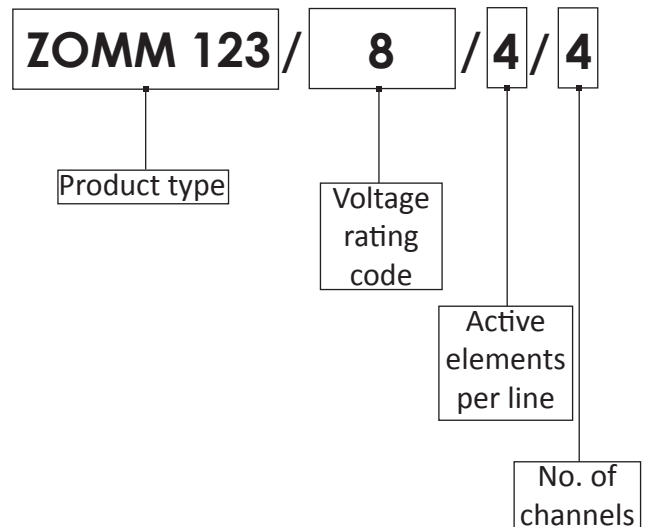 ZOMM 123/ 8 /4/ 4
Product type
Voltage
rating
code
Active
elements
per line
No. of
channels